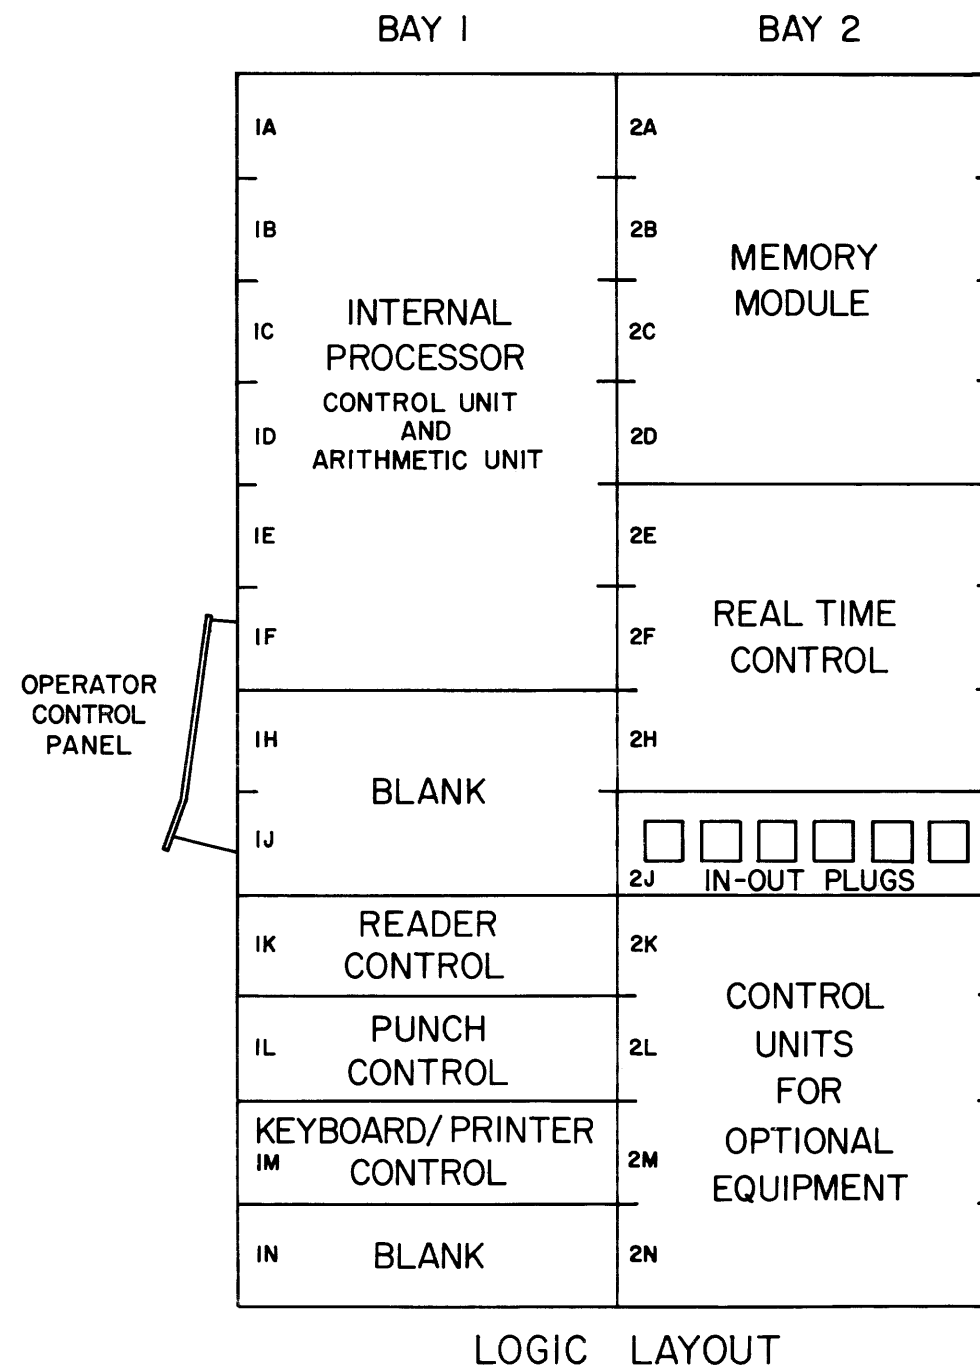 BAY 1
BAY 2
1A
1B
1C
INTERNAL
PROCESSOR
CONTROL UNIT
AND
1D
ARITHMETIC UNIT
1E
1F
OPERATOR
CONTROL
PANEL
1H
BLANK
1J
READER
1K
CONTROL
PUNCH
1L
CONTROL
KEYBOARD/PRINTER
1M
CONTROL
1N
BLANK
2A
2B
MEMORY
MODULE
2C
2D
2E
REAL TIME
2F
CONTROL
2H
2J IN-OUT PLUGS
2K
CONTROL
UNITS
2L
FOR
OPTIONAL
2M
EQUIPMENT
2N
LOGIC LAYOUT